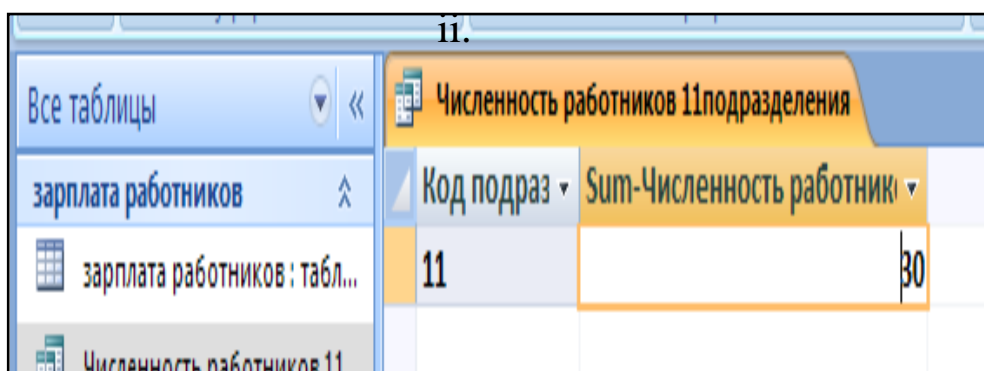 ii.
Все таблицы
Численность работников 11подразделения
зарплата работников
Код подраз Sum-Численность работник
зарплата работников : табл...
11 30
Численность работников 11